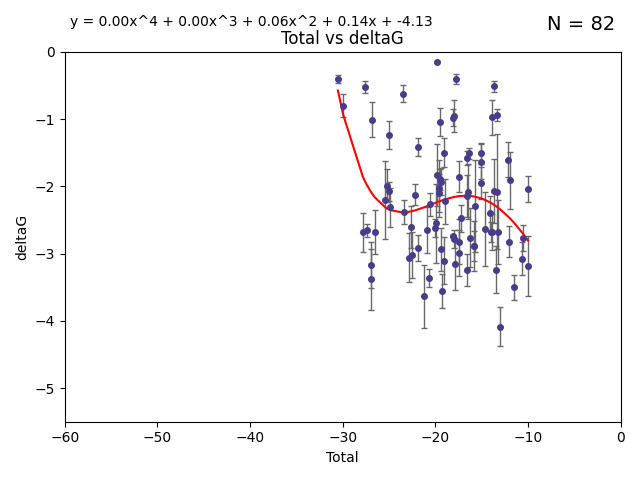 y = 0.00x^4 + 0.00x^3 + 0.06x^2 + 0.14x + -4.13
N = 82
Total vs deltaG
0
−1
−2
−3
−4
−5
deltaG
−60 −50 −40 −30 −20 −10 0
Total